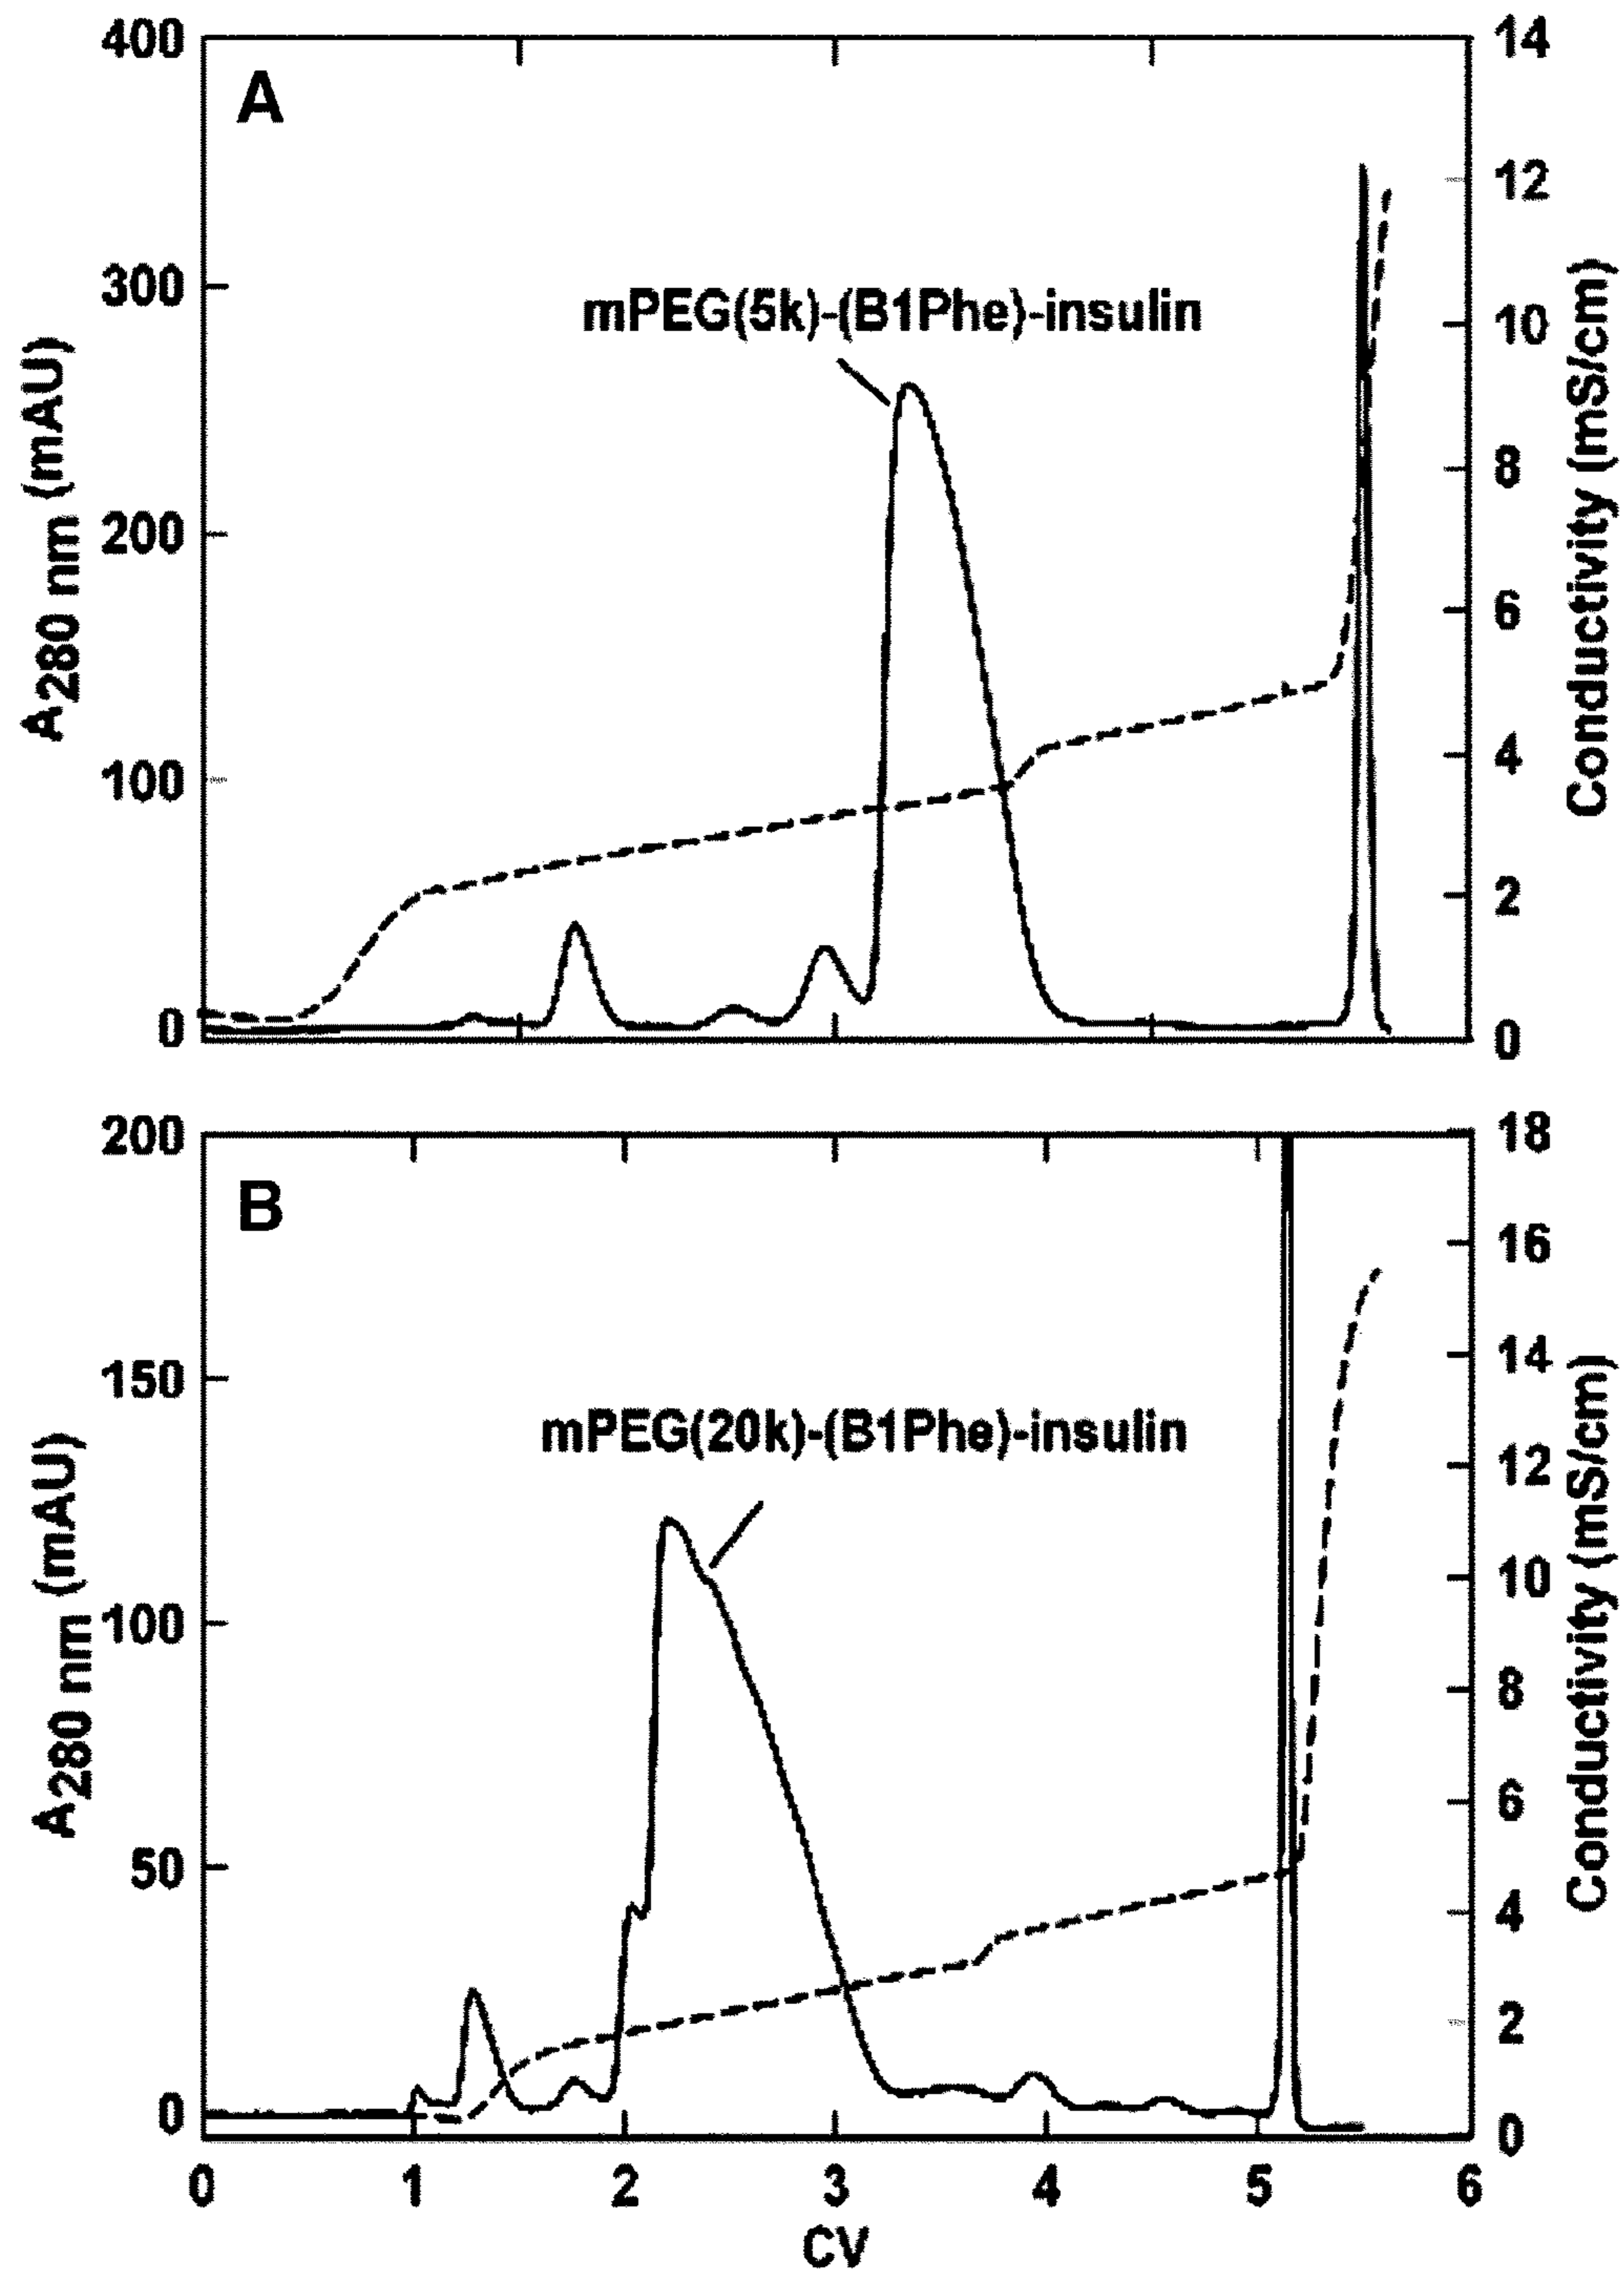 A
400
300
200
100
0
A280 nm (mAU)
mPEG(5k)-(B1Phe)-insulin
14
12
10
8
6
4
2
0
Conductivity (mS/cm)
B
200
150
100
50
0
A280 nm (mAU)
mPEG(20k)-(B1Phe)-insulin
18
16
14
12
10
8
6
4
2
0
Conductivity (mS/cm)
0 1 2 3 4 5 6
CV